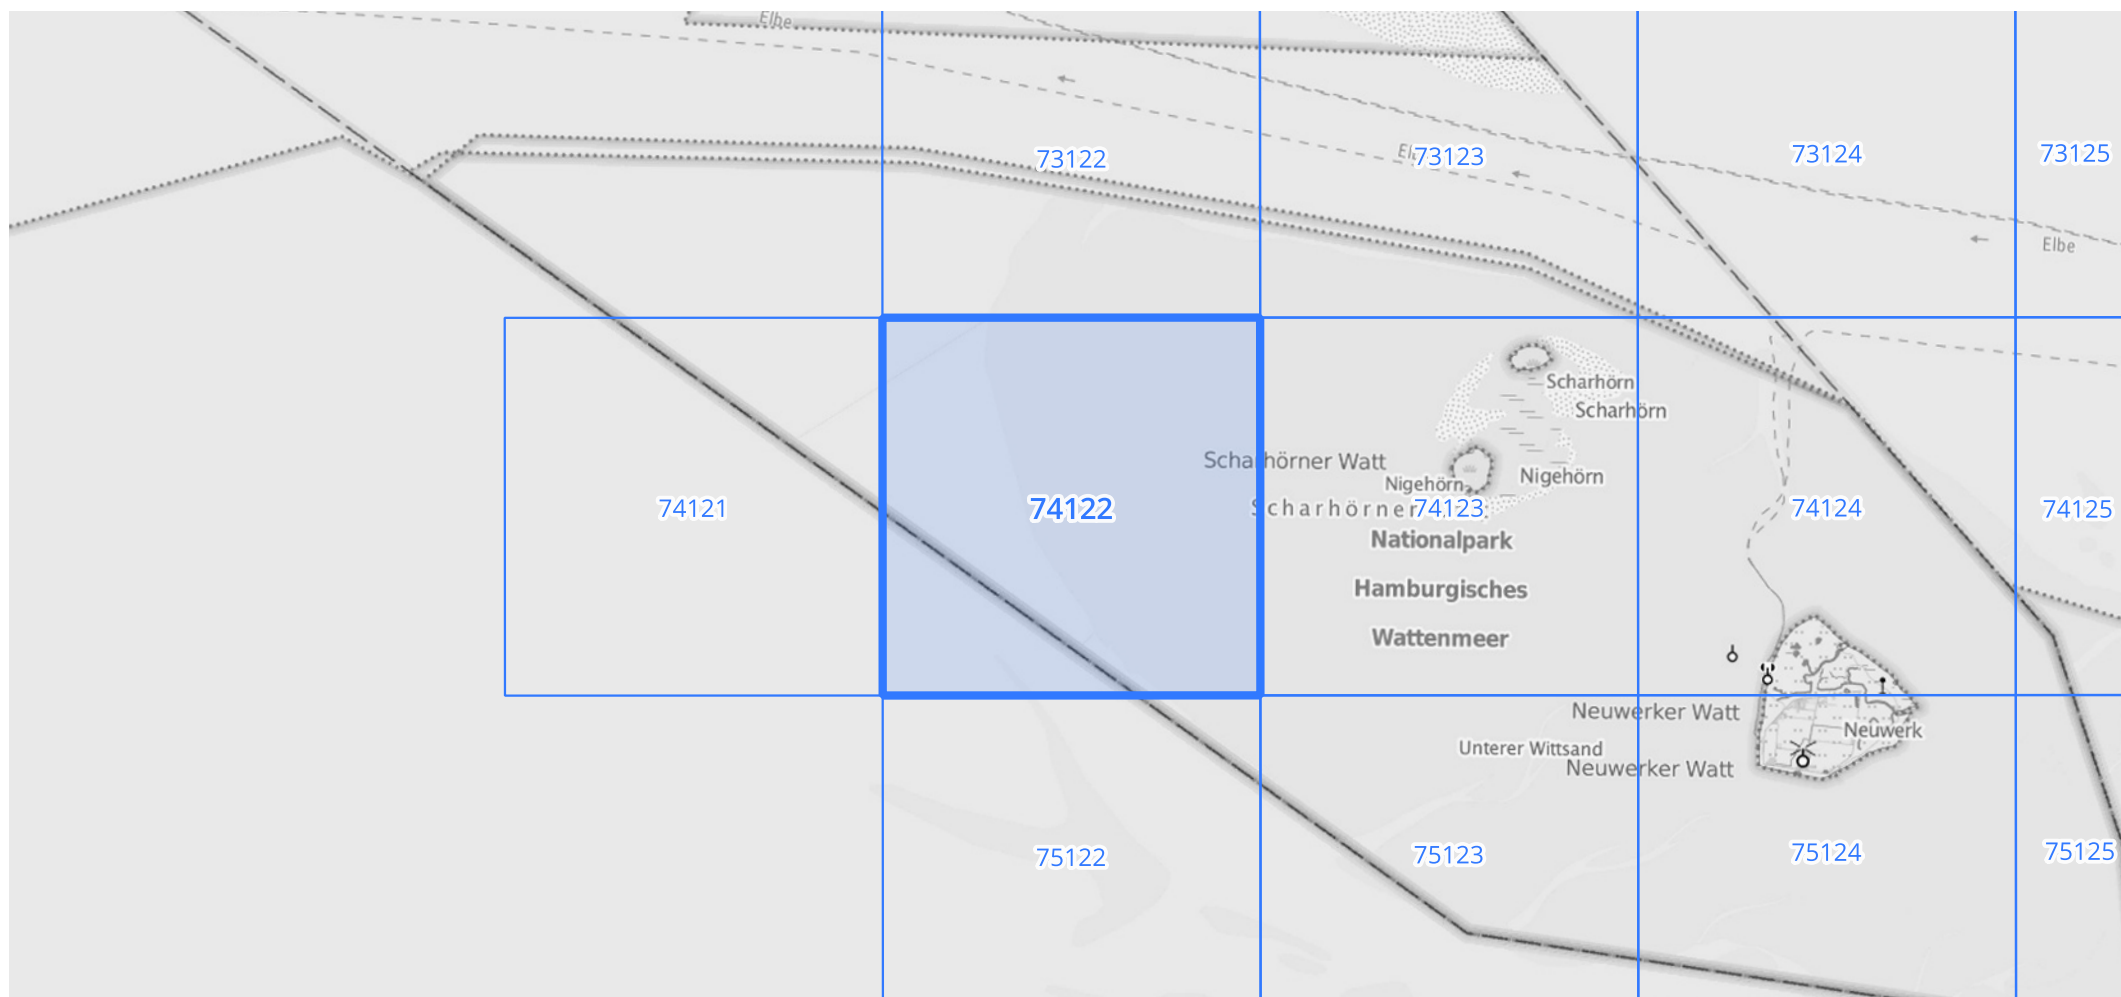 Elbe
73122
Elbe
73123
73124
73125
Elbe
Scharhörn
Scharhörn
Scharhörner Watt
Nigehörn
Nigehörn
74121
74122
Scharhörner
74123
74124
74125
Nationalpark
Hamburgisches
Wattenmeer
Neuwerker Watt
Neuwerk
Unterer Wittsand
Neuwerker Watt
75122
75123
75124
75125